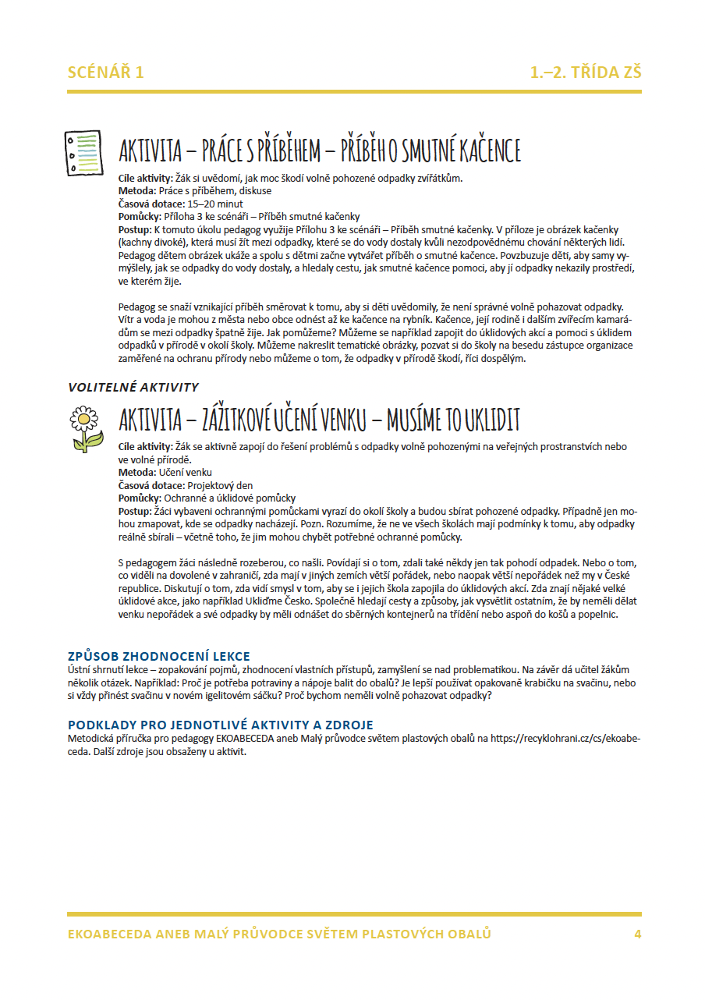 SCÉNÁŘ 1
1.–2. TŘÍDA ZŠ
AKTIVITA – PRÁCE S PŘÍBĚHEM – PŘÍBĚH O SMUTNÉ KAČENCE
Cíle aktivity: Žák si uvědomí, jak moc škodí volně pohozené odpadky zvířátkům.
Metoda: Práce s příběhem, diskuse
Časová dotace: 15–20 minut
Pomůcky: Příloha 3 ke scénáři – Příběh smutné kačenky
Postup: K tomuto úkolu pedagog využije Přílohu 3 ke scénáři – Příběh smutné kačenky. V příloze je obrázek kačenky
(kachny divoké), která musí žít mezi odpadky, které se do vody dostaly kvůli nezodpovědnému chování některých lidí.
Pedagog dětem obrázek ukáže a spolu s dětmi začne vytvářet příběh o smutné kačence. Povzbuzuje děti, aby samy vy-
mýšlely, jak se odpadky do vody dostaly, a hledaly cestu, jak smutné kačence pomoci, aby jí odpadky nekazily prostředí,
ve kterém žije.
Pedagog se snaží vznikající příběh směrovat k tomu, aby si děti uvědomily, že není správné volně pohazovat odpadky.
Vítr a voda je mohou z města nebo obce odnést až ke kačence na rybník. Kačence, její rodině i dalším zvířecím kamará-
dům se mezi odpadky špatně žije. Jak pomůžeme? Můžeme se například zapojit do úklidových akcí a pomoci s úklidem
odpadků v přírodě v okolí školy. Můžeme nakreslit tematické obrázky, pozvat si do školy na besedu zástupce organizace
zaměřené na ochranu přírody nebo můžeme o tom, že odpadky v přírodě škodí, říci dospělým.
VOLITELNÉ AKTIVITY
AKTIVITA – ZÁŽITKOVÉ UČENÍ VENKU – MUSÍME TO UKLIDIT
Cíle aktivity: Žák se aktivně zapojí do řešení problémů s odpadky volně pohozenými na veřejných prostranstvích nebo
ve volné přírodě.
Metoda: Učení venku
Časová dotace: Projektový den
Pomůcky: Ochranné a úklidové pomůcky
Postup: Žáci vybaveni ochrannými pomůckami vyrazí do okolí školy a budou sbírat pohozené odpadky. Případně jen mo-
hou zmapovat, kde se odpadky nacházejí. Pozn. Rozumíme, že ne ve všech školách mají podmínky k tomu, aby odpadky
reálně sbírali – včetně toho, že jim mohou chybět potřebné ochranné pomůcky.
S pedagogem žáci následně rozeberou, co našli. Povídají si o tom, zdali také někdy jen tak pohodí odpadek. Nebo o tom,
co viděli na dovolené v zahraničí, zda mají v jiných zemích větší pořádek, nebo naopak větší nepořádek než my v České
republice. Diskutují o tom, zda vidí smysl v tom, aby se i jejich škola zapojila do úklidových akcí. Zda znají nějaké velké
úklidové akce, jako například Ukliďme Česko. Společně hledají cesty a způsoby, jak vysvětlit ostatním, že by neměli dělat
venku nepořádek a své odpadky by měli odnášet do sběrných kontejnerů na třídění nebo aspoň do košů a popelnic.
ZPŮSOB ZHODNOCENÍ LEKCE
Ústní shrnutí lekce – zopakování pojmů, zhodnocení vlastních přístupů, zamyšlení se nad problematikou. Na závěr dá učitel žákům
několik otázek. Například: Proč je potřeba potraviny a nápoje balit do obalů? Je lepší používat opakovaně krabičku na svačinu, nebo
si vždy přinést svačinu v novém igelitovém sáčku? Proč bychom neměli volně pohazovat odpadky?
PODKLADY PRO JEDNOTLIVÉ AKTIVITY A ZDROJE
Metodická příručka pro pedagogy EKOABECEDA aneb Malý průvodce světem plastových obalů na https://recyklohrani.cz/cs/ekoabe-
ceda. Další zdroje jsou obsaženy u aktivit.
EKOABECEDA ANEB MALÝ PRŮVODCE SVĚTEM PLASTOVÝCH OBALŮ
4